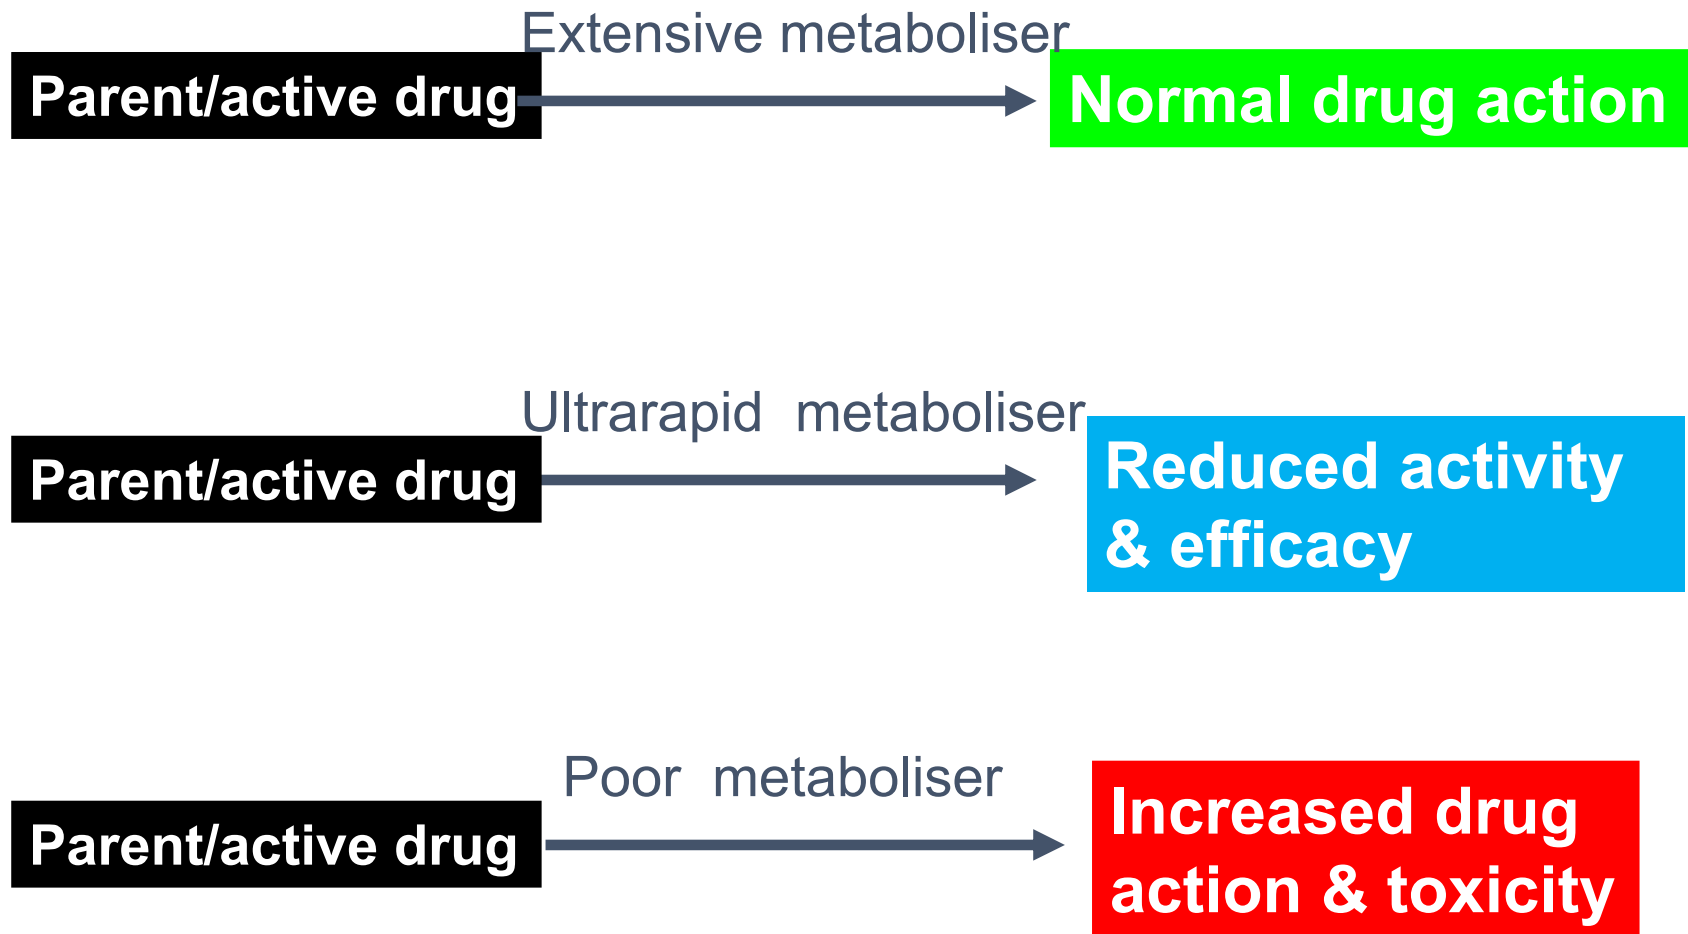 Extensive metaboliser
Parent/active drug
Normal drug action
Ultrarapid metaboliser
Parent/active drug
Reduced activity
& efficacy
Poor metaboliser
Parent/active drug
Increased drug
action & toxicity